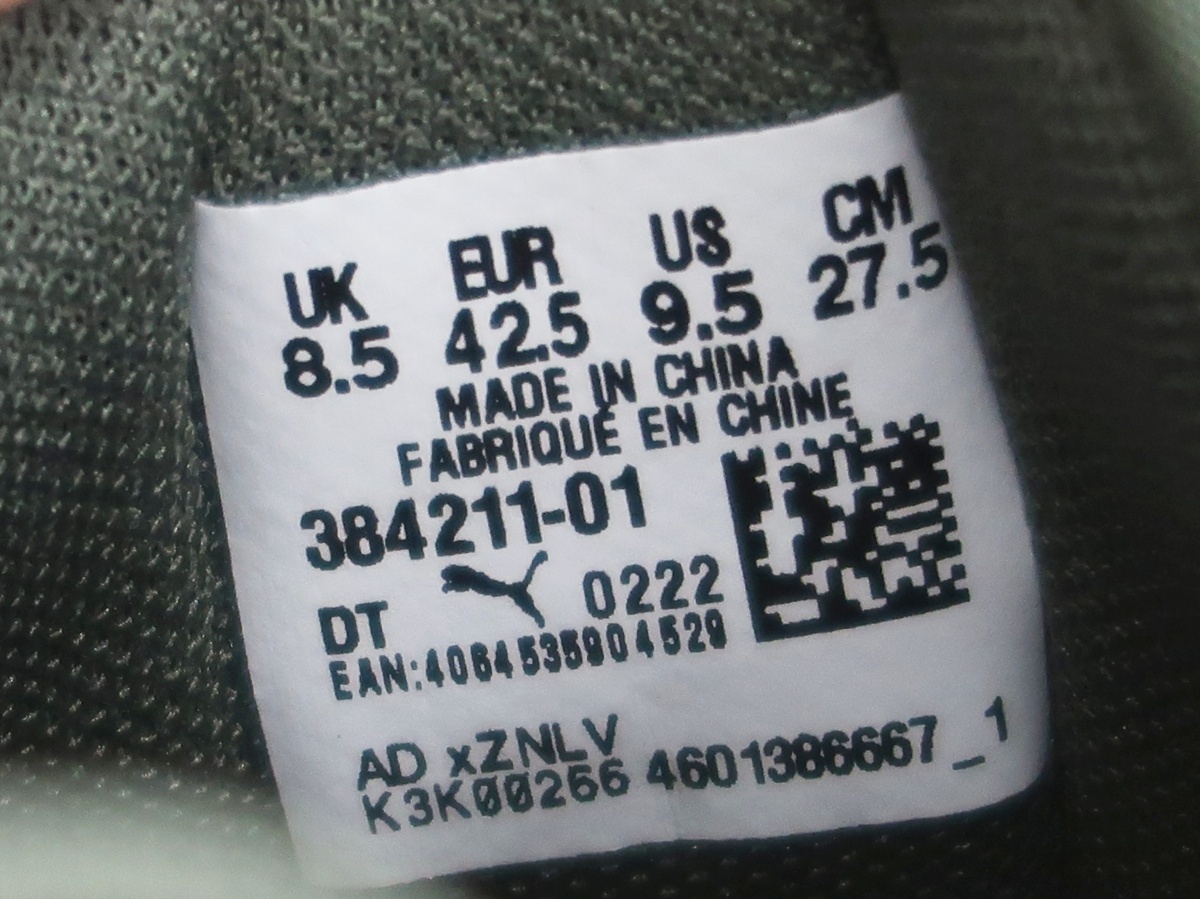 UK EUR US CM
8.5 42.5 9.5 27.5
MADE IN CHINA
FABRIQUÉ EN CHINE
384211-01
DT 0222
EAN:4064535904529
AD xZNLV
K3K00266 4601386667_1